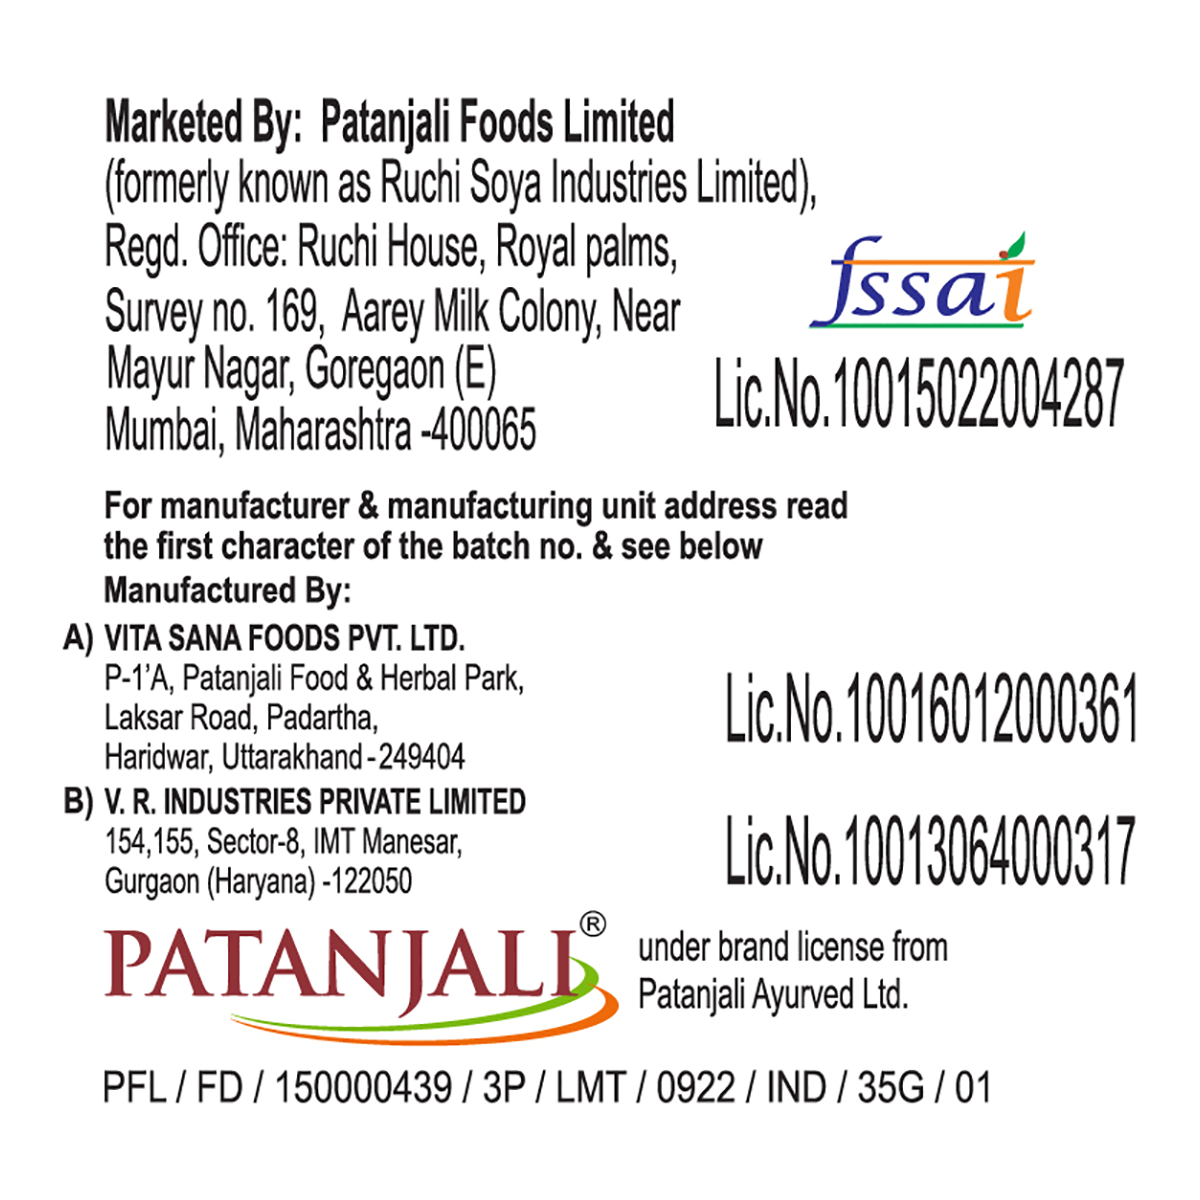 Marketed By: Patanjali Foods Limited
(formerly known as Ruchi Soya Industries Limited),
Regd. Office: Ruchi House, Royal palms,
Survey no. 169, Aarey Milk Colony, Near
Mayur Nagar, Goregaon (E)
Mumbai, Maharashtra -400065
fssai
Lic.No.10015022004287
For manufacturer & manufacturing unit address read
the first character of the batch no. & see below
Manufactured By:
A) VITA SANA FOODS PVT. LTD.
P-1’A, Patanjali Food & Herbal Park,
Laksar Road, Padartha,
Haridwar, Uttarakhand-249404
Lic.No.10016012000361
B) V. R. INDUSTRIES PRIVATE LIMITED
154,155, Sector-8, IMT Manesar,
Gurgaon (Haryana) -122050
Lic.No.10013064000317
PATANJALI®
under brand license from
Patanjali Ayurved Ltd.
PFL / FD / 150000439 / 3P / LMT / 0922 / IND / 35G / 01